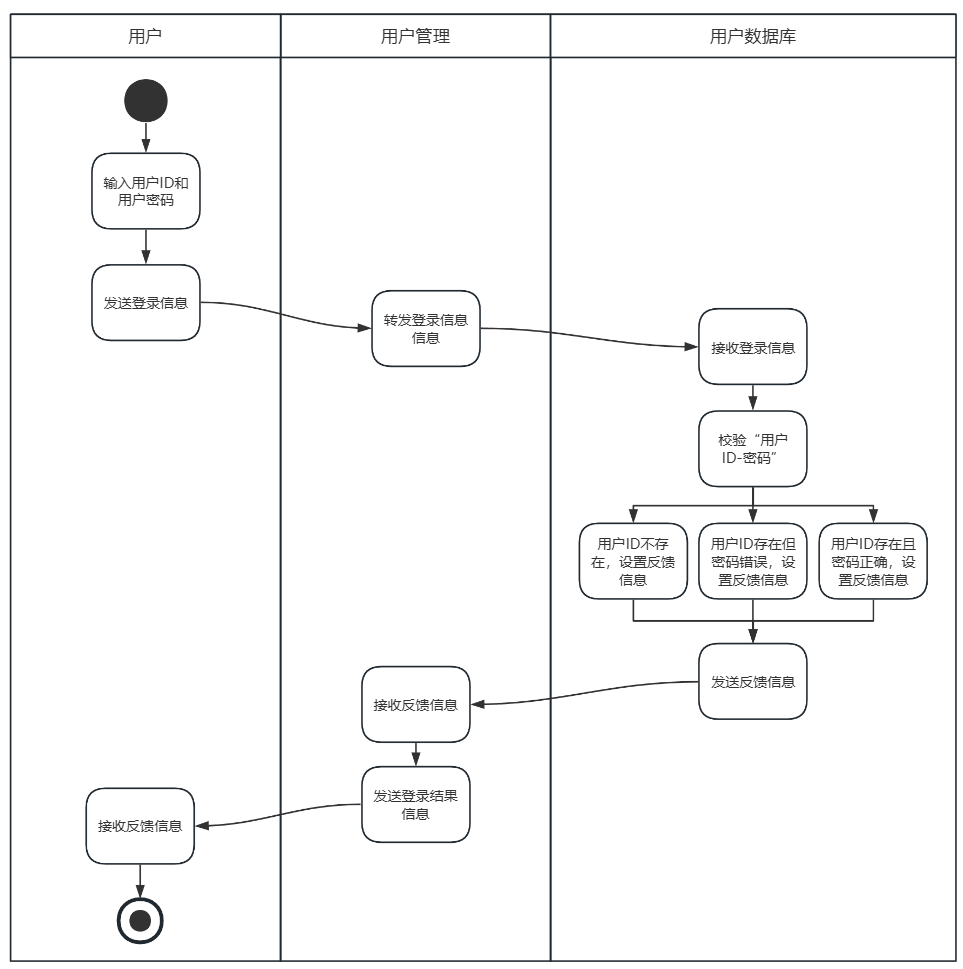 用户
用户管理
用户数据库
输入用户ID和
用户密码
发送登录信息
转发登录信息
信息
接收登录信息
校验“用户
ID-密码”
用户ID不存
在，设置反馈
信息
用户ID存在但
密码错误，设
置反馈信息
用户ID存在且
密码正确，设
置反馈信息
发送反馈信息
接收反馈信息
发送登录结果
信息
接收反馈信息